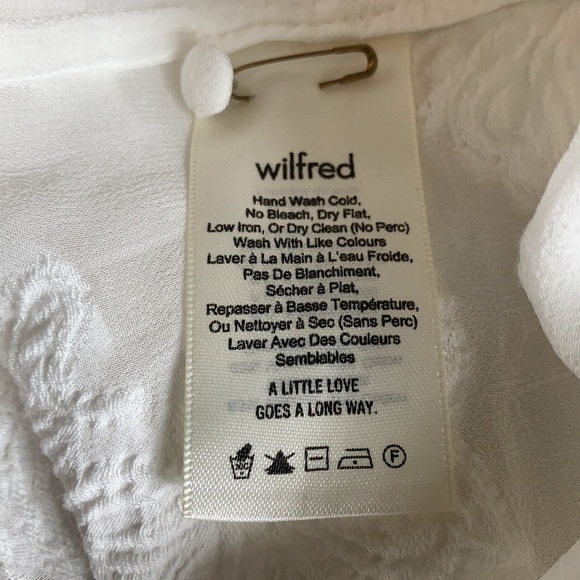 wilfred
Hand Wash Cold,
No Bleach, Dry Flat,
Low Iron, Or Dry Clean (No Perc)
Wash With Like Colours
Laver à La Main à L'eau Froide,
Pas De Blanchiment,
Sécher à Plat,
Repasser à Basse Température,
Ou Nettoyer à Sec (Sans Perc)
Laver Avec Des Couleurs
Semblables
A LITTLE LOVE
GOES A LONG WAY.
30C F